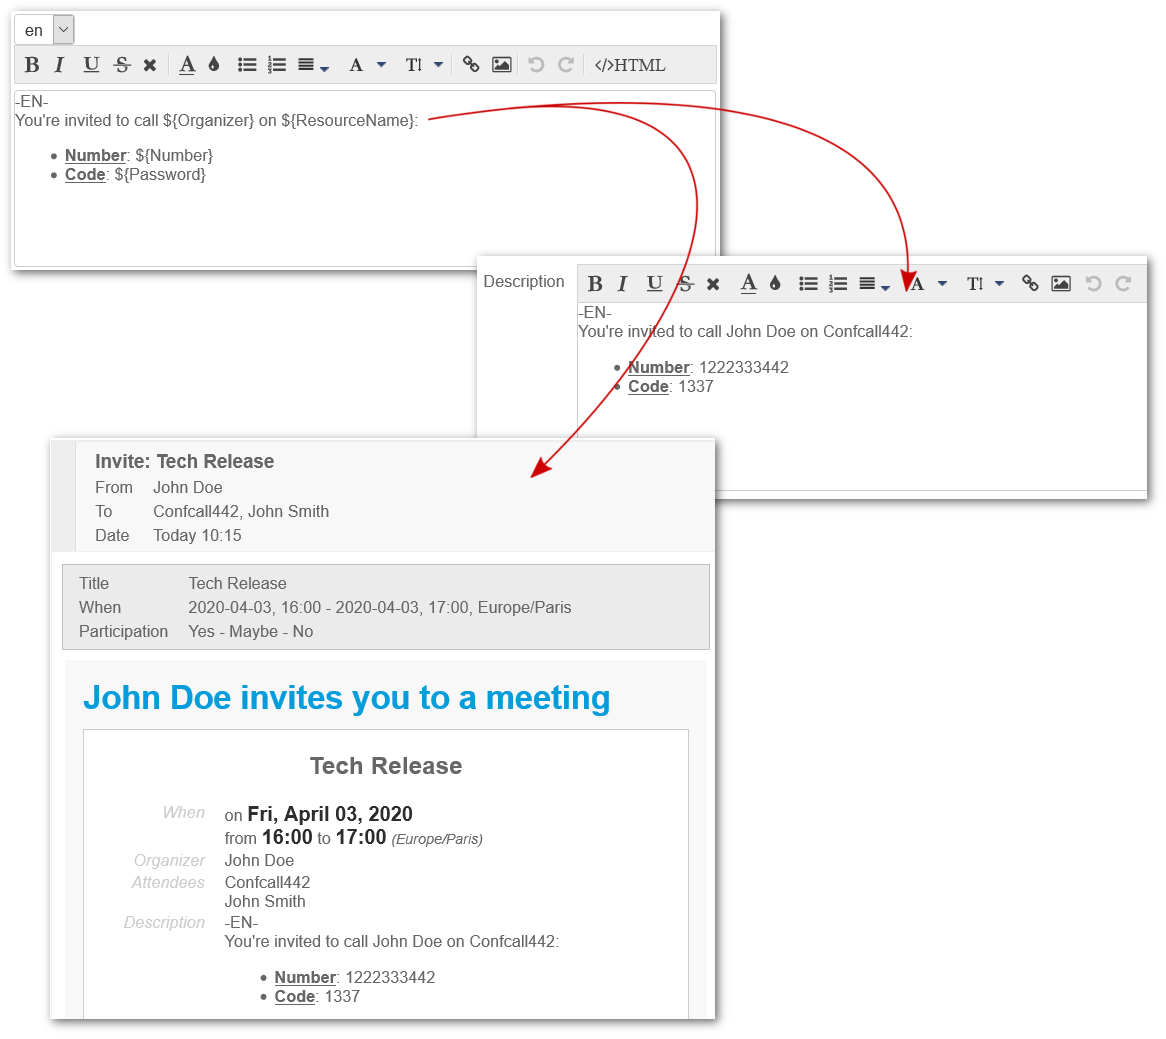 en
B I U S A A T </>HTML
-EN-
You're invited to call ${Organizer} on ${ResourceName}:
• Number: ${Number}
• Code: ${Password}
Description B I U S A A T
-EN-
You're invited to call John Doe on Confcall442:
• Number: 1222333442
• Code: 1337
Invite: Tech Release
From John Doe
To Confcall442, John Smith
Date Today 10:15
Title Tech Release
When 2020-04-03, 16:00 - 2020-04-03, 17:00, Europe/Paris
Participation Yes - Maybe - No
John Doe invites you to a meeting
Tech Release
When on Fri, April 03, 2020
from 16:00 to 17:00 (Europe/Paris)
Organizer John Doe
Attendees Confcall442
John Smith
Description -EN-
You're invited to call John Doe on Confcall442:
• Number: 1222333442
• Code: 1337